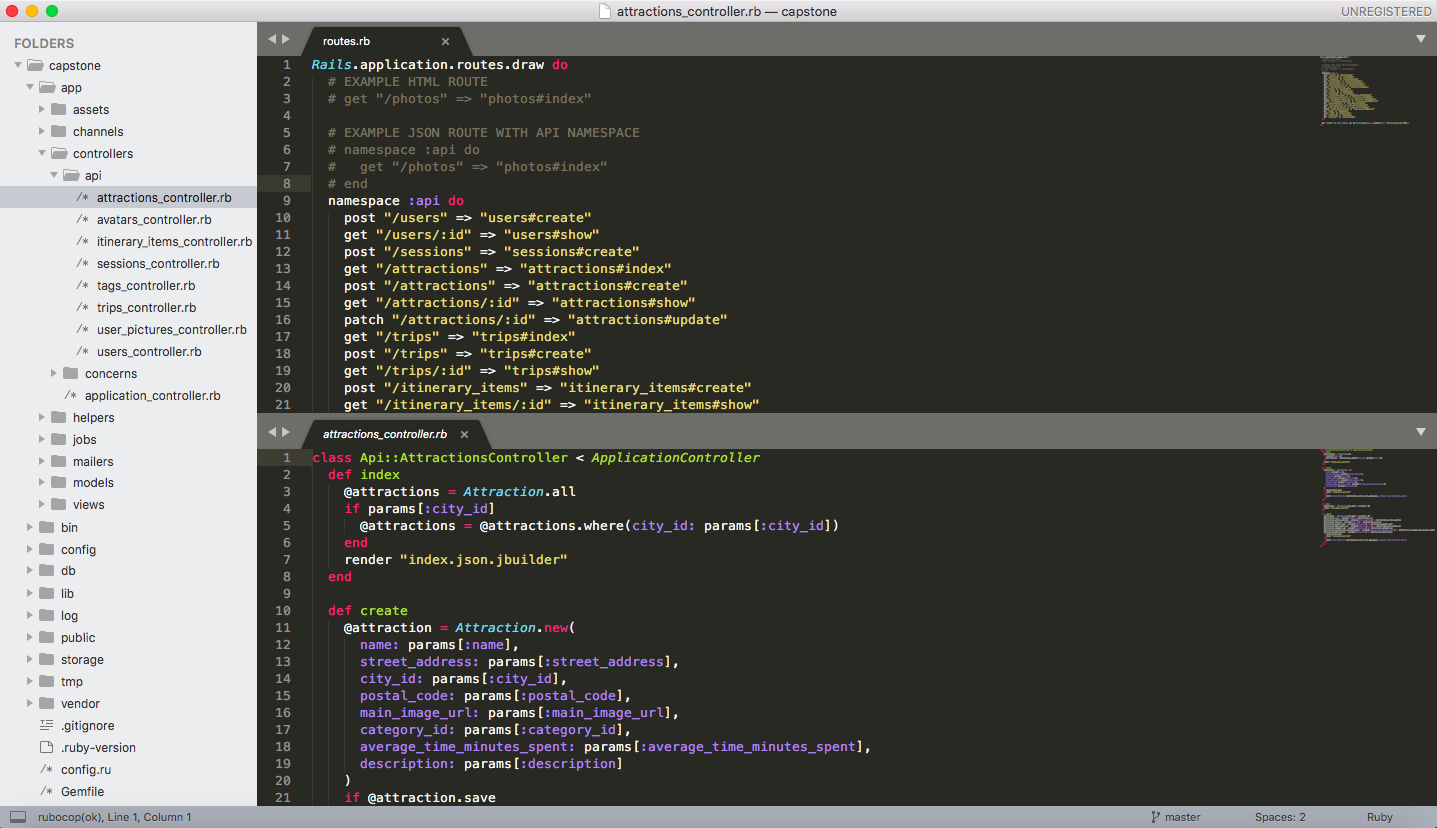 attractions_controller.rb — capstone
UNREGISTERED
FOLDERS
capstone
app
assets
channels
controllers
api
/* attractions_controller.rb
/* avatars_controller.rb
/* itinerary_items_controller.rb
/* sessions_controller.rb
/* tags_controller.rb
/* trips_controller.rb
/* user_pictures_controller.rb
/* users_controller.rb
concerns
/* application_controller.rb
helpers
jobs
mailers
models
views
bin
config
db
lib
log
public
storage
tmp
vendor
.gitignore
.ruby-version
/* config.ru
/* Gemfile
routes.rb ×
1 Rails.application.routes.draw do
2   # EXAMPLE HTML ROUTE
3   # get "/photos" => "photos#index"
4
5   # EXAMPLE JSON ROUTE WITH API NAMESPACE
6   # namespace :api do
7   #   get "/photos" => "photos#index"
8   # end
9   namespace :api do
10     post "/users" => "users#create"
11     get "/users/:id" => "users#show"
12     post "/sessions" => "sessions#create"
13     get "/attractions" => "attractions#index"
14     post "/attractions" => "attractions#create"
15     get "/attractions/:id" => "attractions#show"
16     patch "/attractions/:id" => "attractions#update"
17     get "/trips" => "trips#index"
18     post "/trips" => "trips#create"
19     get "/trips/:id" => "trips#show"
20     post "/itinerary_items" => "itinerary_items#create"
21     get "/itinerary_items/:id" => "itinerary_items#show"
attractions_controller.rb ×
1 class Api::AttractionsController < ApplicationController
2   def index
3     @attractions = Attraction.all
4     if params[:city_id]
5       @attractions = @attractions.where(city_id: params[:city_id])
6     end
7     render "index.json.jbuilder"
8   end
9
10   def create
11     @attraction = Attraction.new(
12       name: params[:name],
13       street_address: params[:street_address],
14       city_id: params[:city_id],
15       postal_code: params[:postal_code],
16       main_image_url: params[:main_image_url],
17       category_id: params[:category_id],
18       average_time_minutes_spent: params[:average_time_minutes_spent],
19       description: params[:description]
20     )
21     if @attraction.save
rubocop(ok), Line 1, Column 1
master
Spaces: 2
Ruby